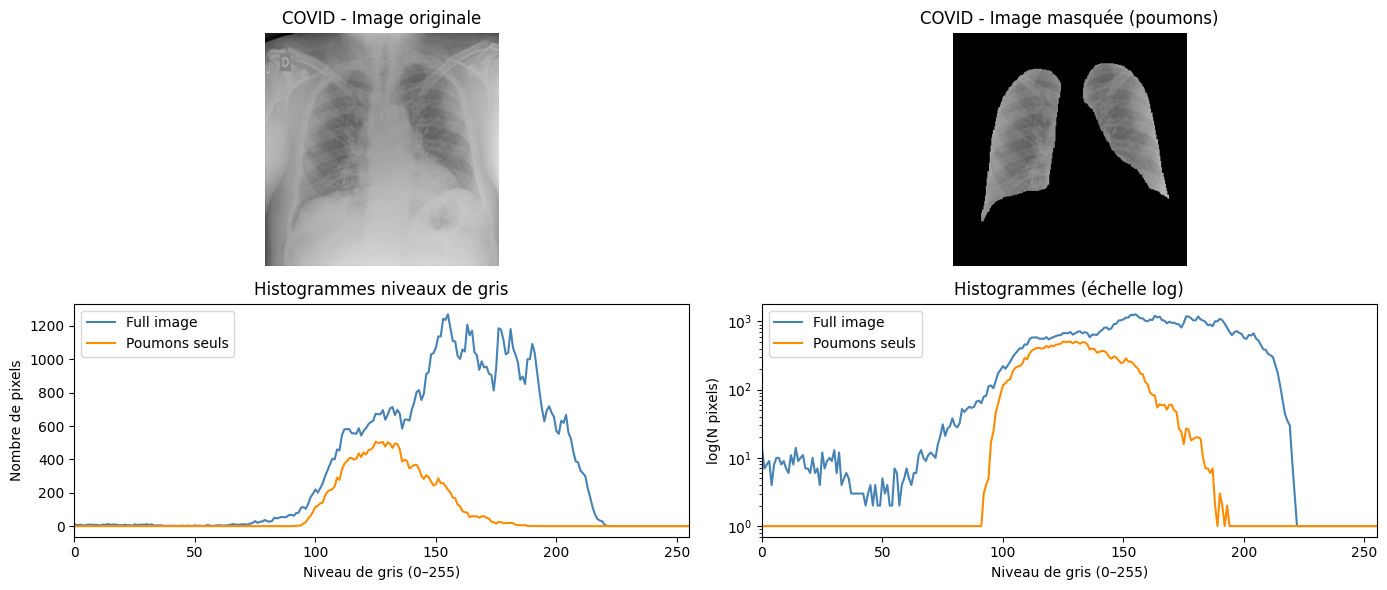 COVID - Image originale
D
COVID - Image masquée (poumons)
Histogrammes niveaux de gris
Full image
Poumons seuls
Nombre de pixels
1200
1000
800
600
400
200
0
0 50 100 150 200 250
Niveau de gris (0–255)
Histogrammes (échelle log)
Full image
Poumons seuls
log(N pixels)
10³
10²
10¹
10⁰
0 50 100 150 200 250
Niveau de gris (0–255)